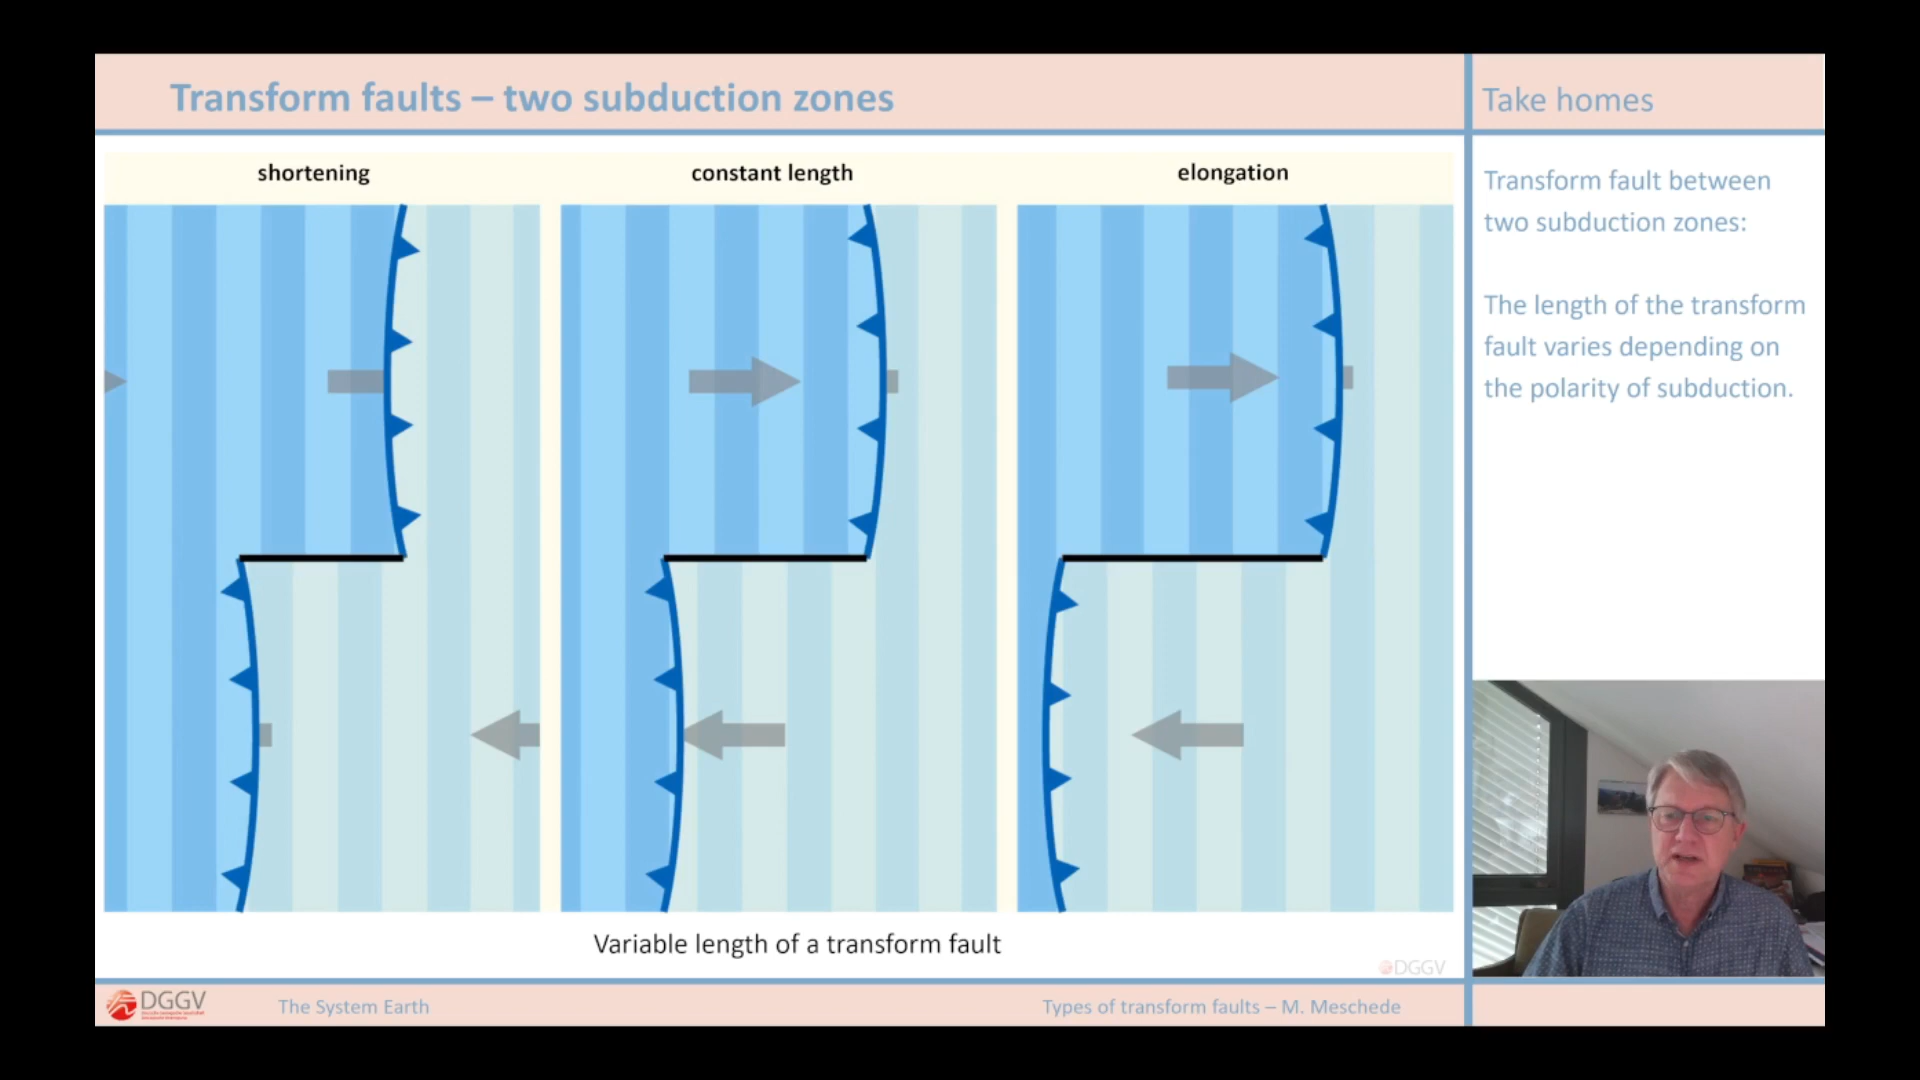 Transform faults – two subduction zones
Take homes
shortening
constant length
elongation
Transform fault between
two subduction zones:
The length of the transform
fault varies depending on
the polarity of subduction.
Variable length of a transform fault
DGGV
DGGV
The System Earth
Types of transform faults – M. Meschede